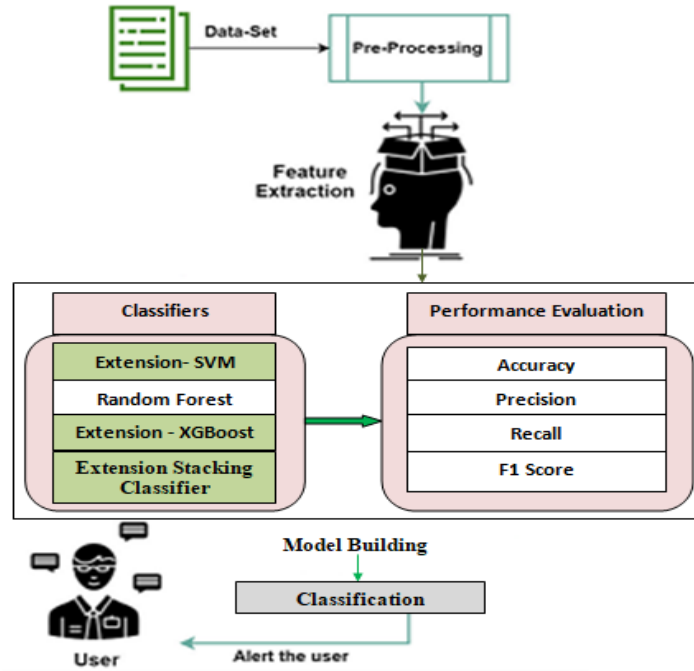 Data-Set
Pre-Processing
Feature
Extraction
Classifiers
Extension- SVM
Random Forest
Extension - XGBoost
Extension Stacking
Classifier
Performance Evaluation
Accuracy
Precision
Recall
F1 Score
Model Building
Classification
Alert the user
User